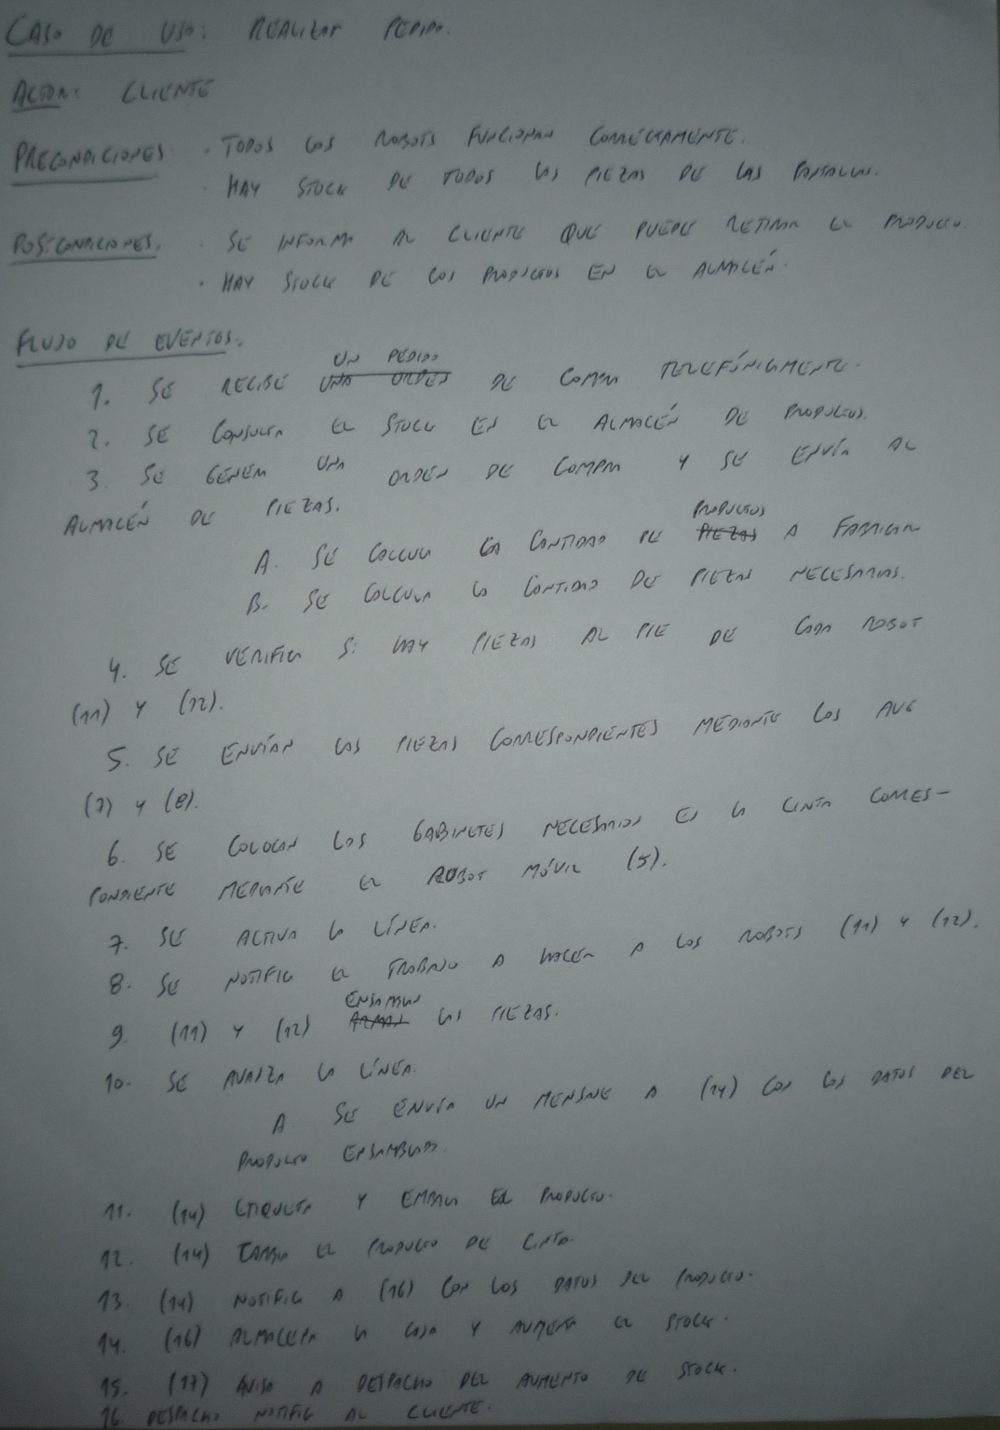 CASO DE USO: REALIZAR PEDIDO.
ACTOR: CLIENTE
PRECONDICIONES: · TODOS LOS ROBOTS FUNCIONAN CORRECTAMENTE.
· HAY STOCK DE TODOS LAS PIEZAS DE LAS PANTALLAS.
POSTCONDICIONES. · SE INFORMA AL CLIENTE QUE PUEDE RETIRAR EL PRODUCTO.
· HAY STOCK DE LOS PRODUCTOS EN EL ALMACÉN.
FLUJO DE EVENTOS.
UN PEDIDO
1. SE RECIBE UNA ORDEN DE COMPRA TELEFÓNICAMENTE.
2. SE CONSULTA EL STOCK EN EL ALMACÉN DE PRODUCTOS.
3. SE GENERA UNA ORDEN DE COMPRA Y SE ENVÍA AL
ALMACÉN DE PIEZAS.
PRODUCTOS
A. SE CALCULA LA CANTIDAD DE PIEZAS A FABRICAR
B. SE CALCULA LA CANTIDAD DE PIEZAS NECESARIAS.
4. SE VERIFICA SI HAY PIEZAS AL PIE DE CADA ROBOT
(11) Y (12).
5. SE ENVÍAN LAS PIEZAS CORRESPONDIENTES MEDIANTE LOS AVG
(7) Y (8).
6. SE COLOCAN LOS GABINETES NECESARIOS EN LA CINTA CORRES-
PONDIENTE MEDIANTE EL ROBOT MÓVIL (5).
7. SE ACTIVA LA LÍNEA.
8. SE NOTIFICA EL TRABAJO A HACER A LOS ROBOTS (11) Y (12).
ENSAMBLAN
9. (11) Y (12) ARMAN LAS PIEZAS.
10. SE AVANZA LA LÍNEA.
A SE ENVÍA UN MENSAJE A (14) CON LOS DATOS DEL
PRODUCTO ENSAMBLADO.
11. (14) ETIQUETA Y EMBALA EL PRODUCTO.
12. (14) CAMBIA EL PRODUCTO DE CINTA.
13. (14) NOTIFICA A (16) CON LOS DATOS DEL PRODUCTO.
14. (16) ALMACENA LA CAJA Y AUMENTA EL STOCK.
15. (17) AVISA A DESPACHO DEL AUMENTO DE STOCK.
16 DESPACHO NOTIFICA AL CLIENTE.